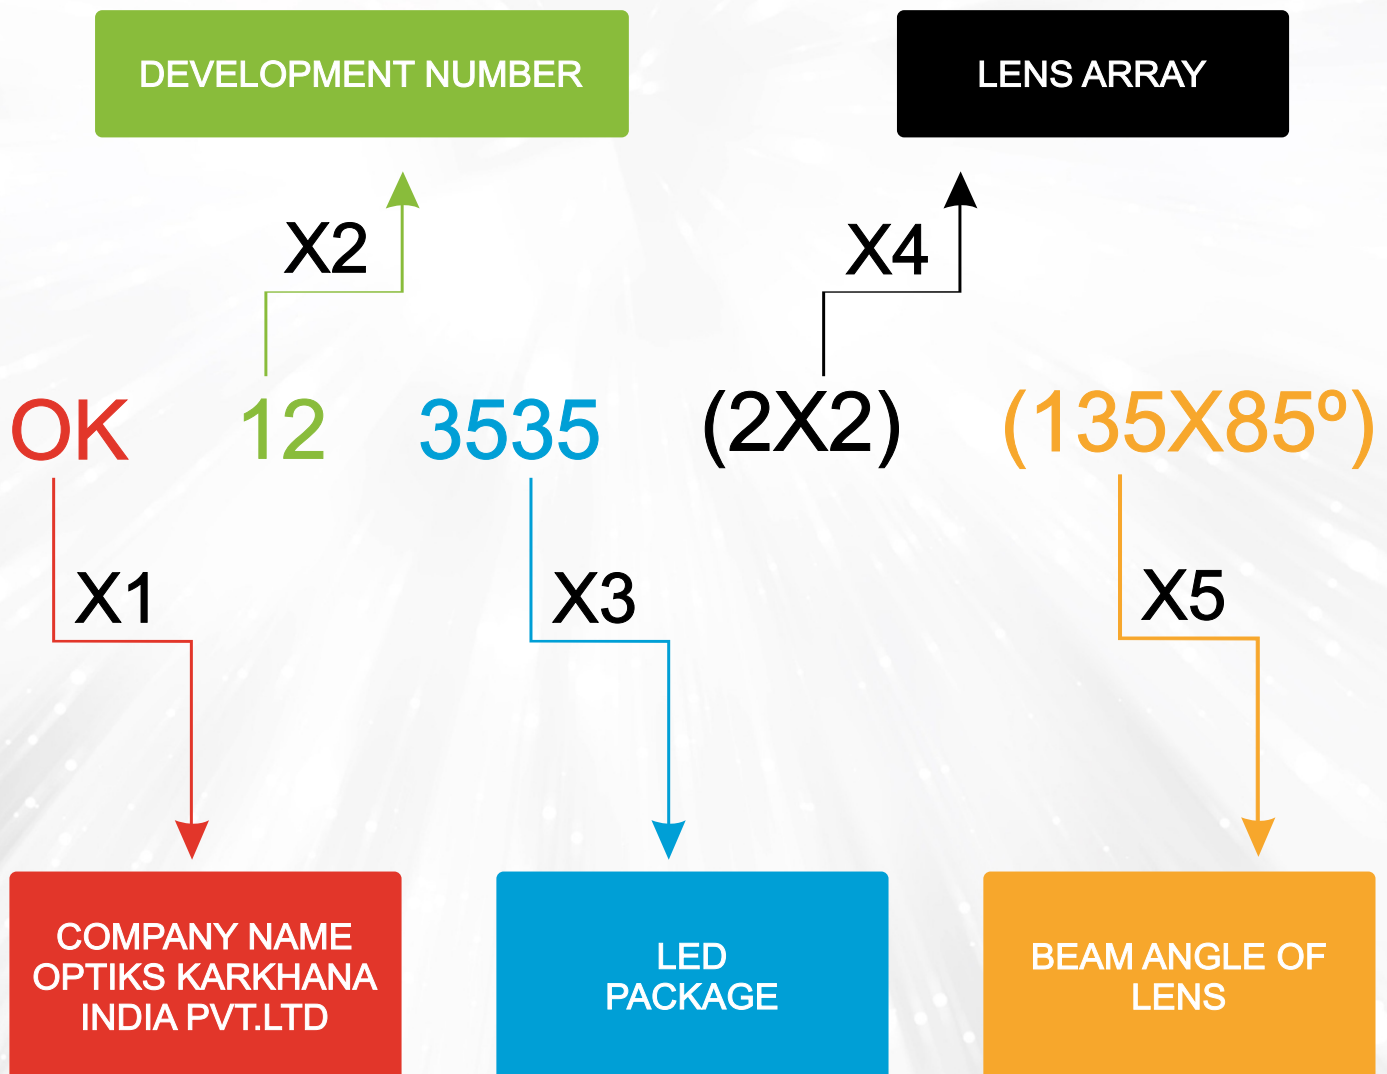 DEVELOPMENT NUMBER
LENS ARRAY
X2
X4
OK 12 3535 (2X2) (135X85º)
X1
X3
X5
COMPANY NAME
OPTIKS KARKHANA
INDIA PVT.LTD
LED
PACKAGE
BEAM ANGLE OF
LENS